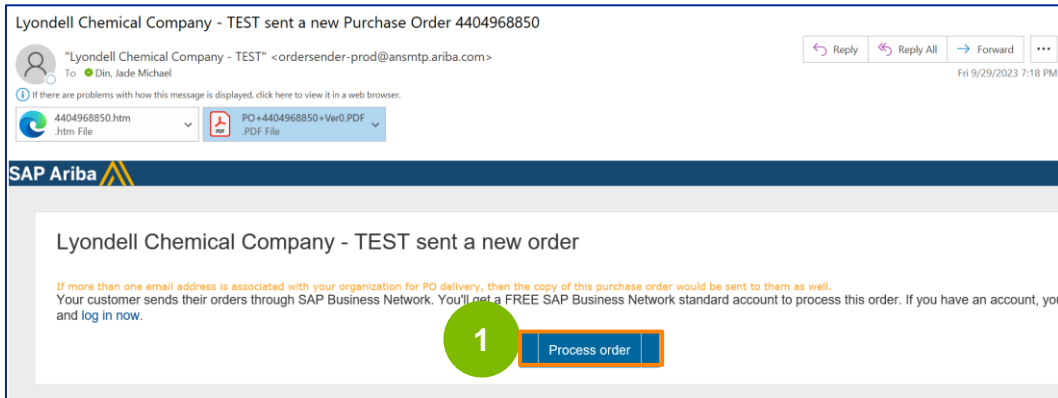 Lyondell Chemical Company - TEST sent a new Purchase Order 4404968850
"Lyondell Chemical Company - TEST" <ordersender-prod@ansmtp.ariba.com>
To Din, Jade Michael
Reply
Reply All
Forward
Fri 9/29/2023 7:18 PM
If there are problems with how this message is displayed, click here to view it in a web browser.
4404968850.htm
.htm File
PO+4404968850+Ver0.PDF
.PDF File
SAP Ariba
Lyondell Chemical Company - TEST sent a new order
If more than one email address is associated with your organization for PO delivery, then the copy of this purchase order would be sent to them as well.
Your customer sends their orders through SAP Business Network. You'll get a FREE SAP Business Network standard account to process this order. If you have an account, you
and log in now.
1
Process order